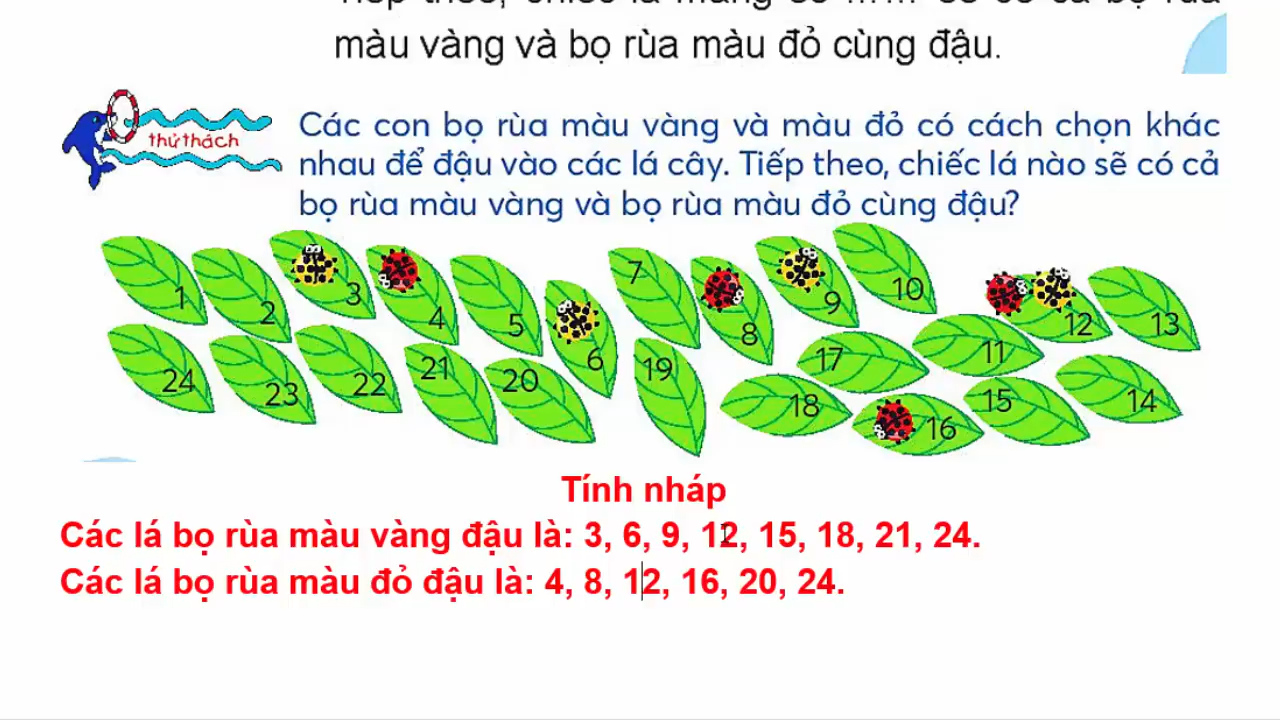 màu vàng và bọ rùa màu đỏ cùng đậu.
thử thách
Các con bọ rùa màu vàng và màu đỏ có cách chọn khác
nhau để đậu vào các lá cây. Tiếp theo, chiếc lá nào sẽ có cả
bọ rùa màu vàng và bọ rùa màu đỏ cùng đậu?
1 2 3 4 5 6 7 8 9 10 11 12 13
24 23 22 21 20 19 18 17 16 15 14
Tính nháp
Các lá bọ rùa màu vàng đậu là: 3, 6, 9, 12, 15, 18, 21, 24.
Các lá bọ rùa màu đỏ đậu là: 4, 8, 12, 16, 20, 24.